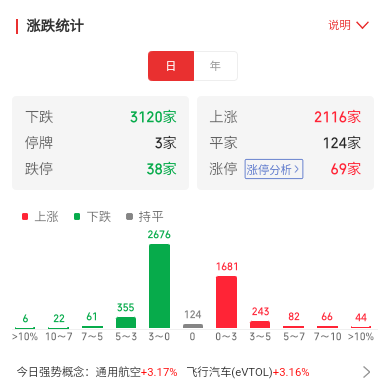 涨跌统计 说明
日 年
下跌 3120家 上涨 2116家
停牌 3家 平家 124家
跌停 38家 涨停 涨停分析 69家
上涨 下跌 持平
2676
1681
355 243
6 22 61 124 82 66 44
>10% 10~7 7~5 5~3 3~0 0 0~3 3~5 5~7 7~10 >10%
今日强势概念：通用航空+3.17% 飞行汽车(eVTOL)+3.16%